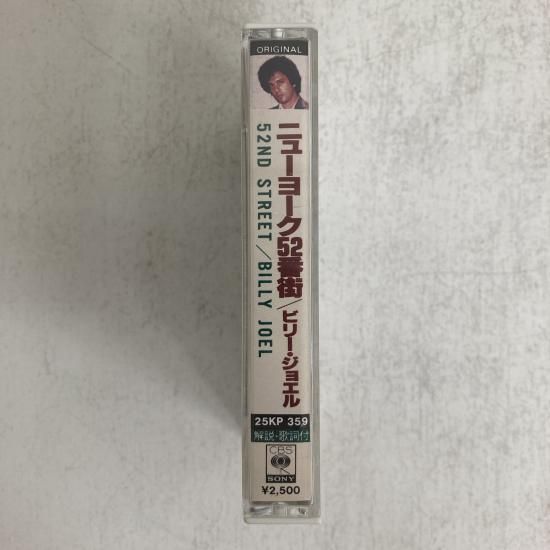 ORIGINAL
ニューヨーク52番街/ビリー・ジョエル
52ND STREET/BILLY JOEL
25KP 359
解説・歌詞付
CBS
SONY
¥2,500